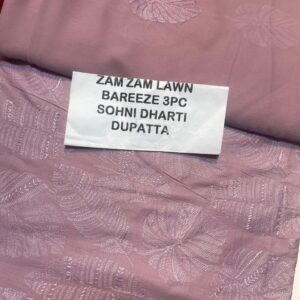 ZAM ZAM LAWN
BAREEZE 3PC
SOHNI DHARTI
DUPATTA